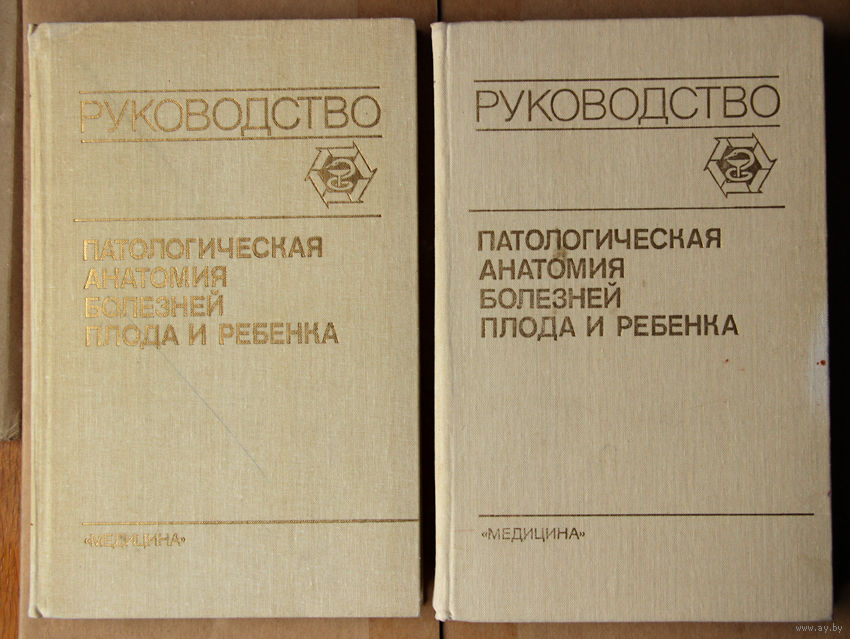 РУКОВОДСТВО
ПАТОЛОГИЧЕСКАЯ
АНАТОМИЯ
БОЛЕЗНЕЙ
ПЛОДА И РЕБЕНКА
«МЕДИЦИНА»
РУКОВОДСТВО
ПАТОЛОГИЧЕСКАЯ
АНАТОМИЯ
БОЛЕЗНЕЙ
ПЛОДА И РЕБЕНКА
«МЕДИЦИНА»
www.ay.by